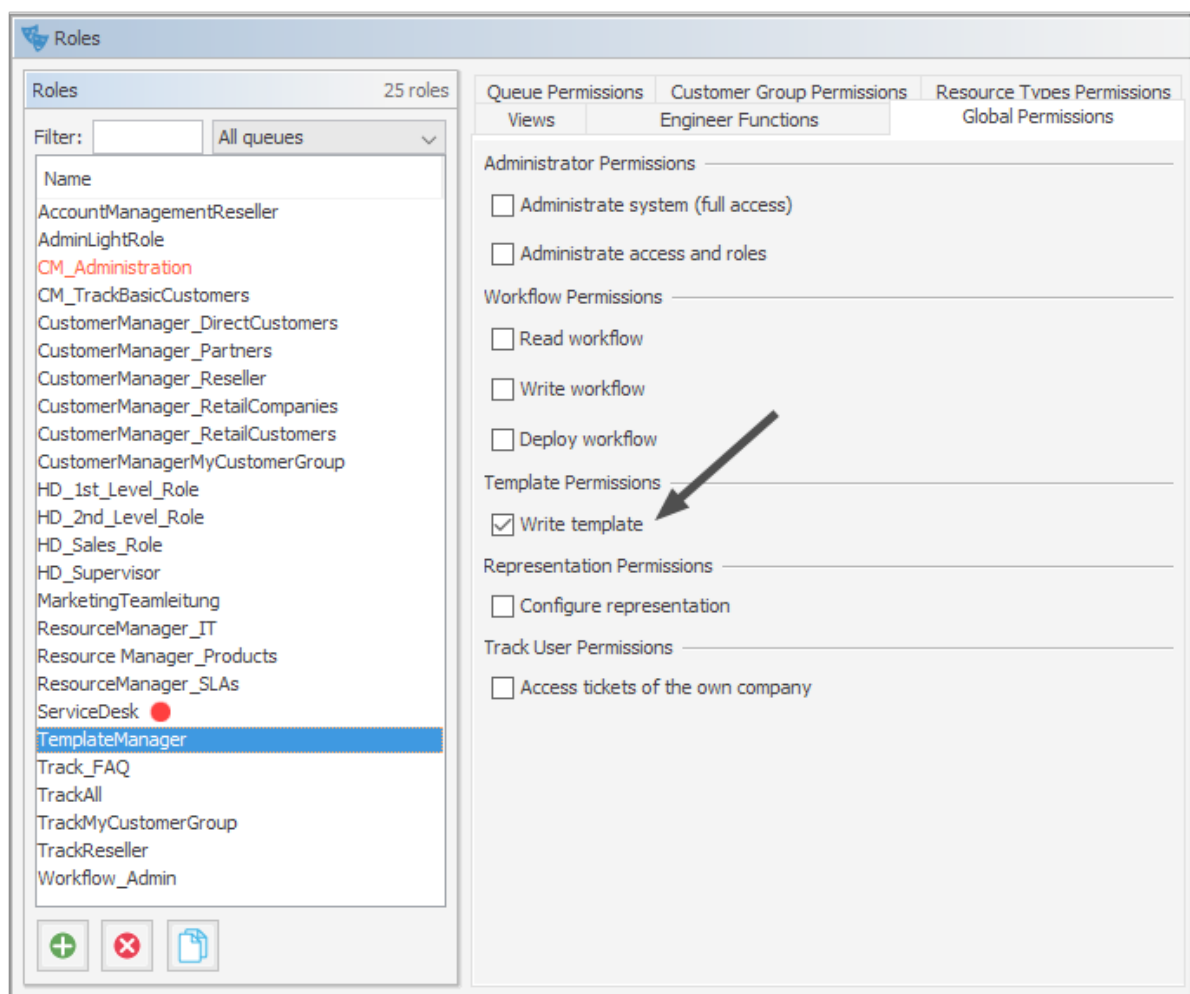 Roles
Roles 25 roles
Filter: All queues
Name
AccountManagementReseller
AdminLightRole
CM_Administration
CM_TrackBasicCustomers
CustomerManager_DirectCustomers
CustomerManager_Partners
CustomerManager_Reseller
CustomerManager_RetailCompanies
CustomerManager_RetailCustomers
CustomerManagerMyCustomerGroup
HD_1st_Level_Role
HD_2nd_Level_Role
HD_Sales_Role
HD_Supervisor
MarketingTeamleitung
ResourceManager_IT
Resource Manager_Products
ResourceManager_SLAs
ServiceDesk
TemplateManager
Track_FAQ
TrackAll
TrackMyCustomerGroup
TrackReseller
Workflow_Admin
Queue Permissions Customer Group Permissions Resource Types Permissions
Views Engineer Functions Global Permissions
Administrator Permissions
Administrate system (full access)
Administrate access and roles
Workflow Permissions
Read workflow
Write workflow
Deploy workflow
Template Permissions
Write template
Representation Permissions
Configure representation
Track User Permissions
Access tickets of the own company